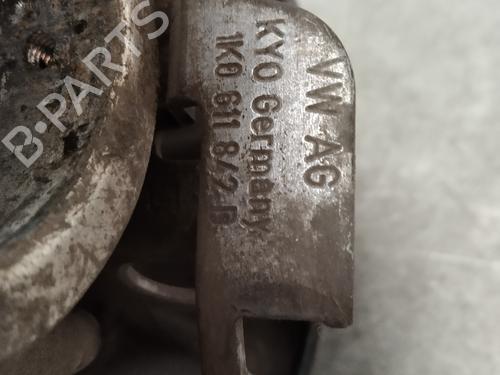 VW AG
KYO Germany
1K0 611 842 B
B-PARTS